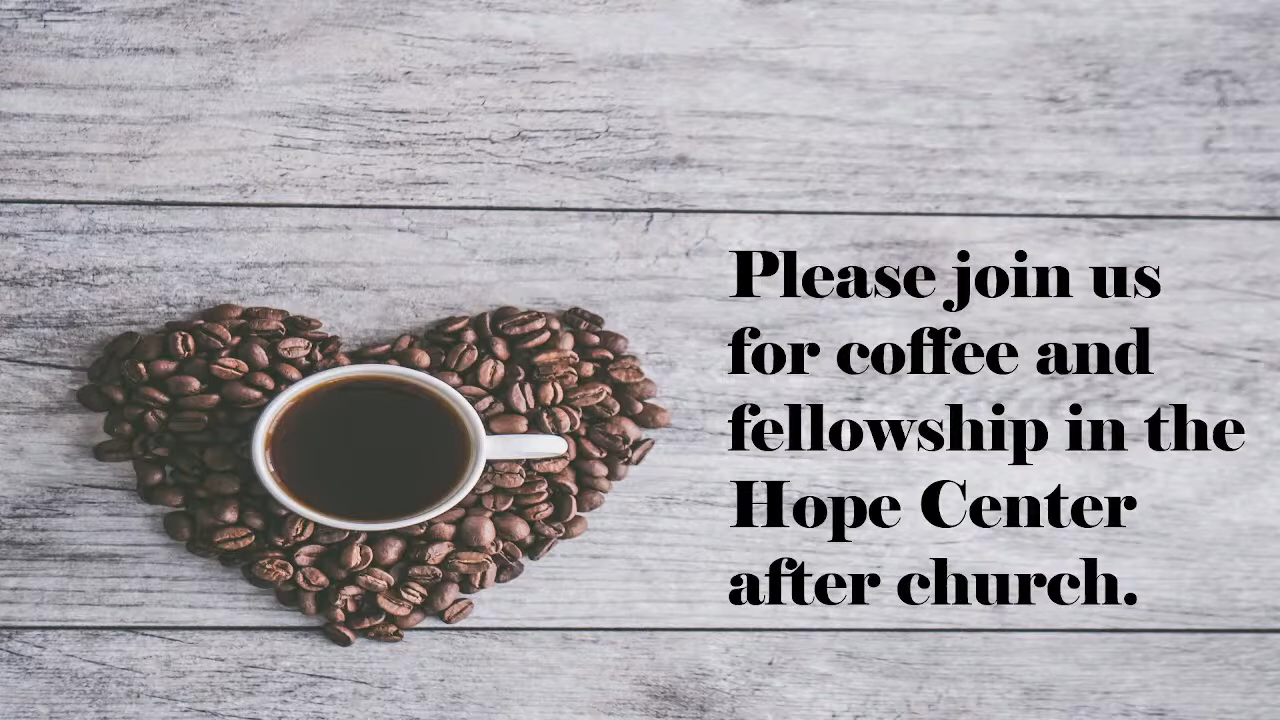 Please join us
for coffee and
fellowship in the
Hope Center
after church.